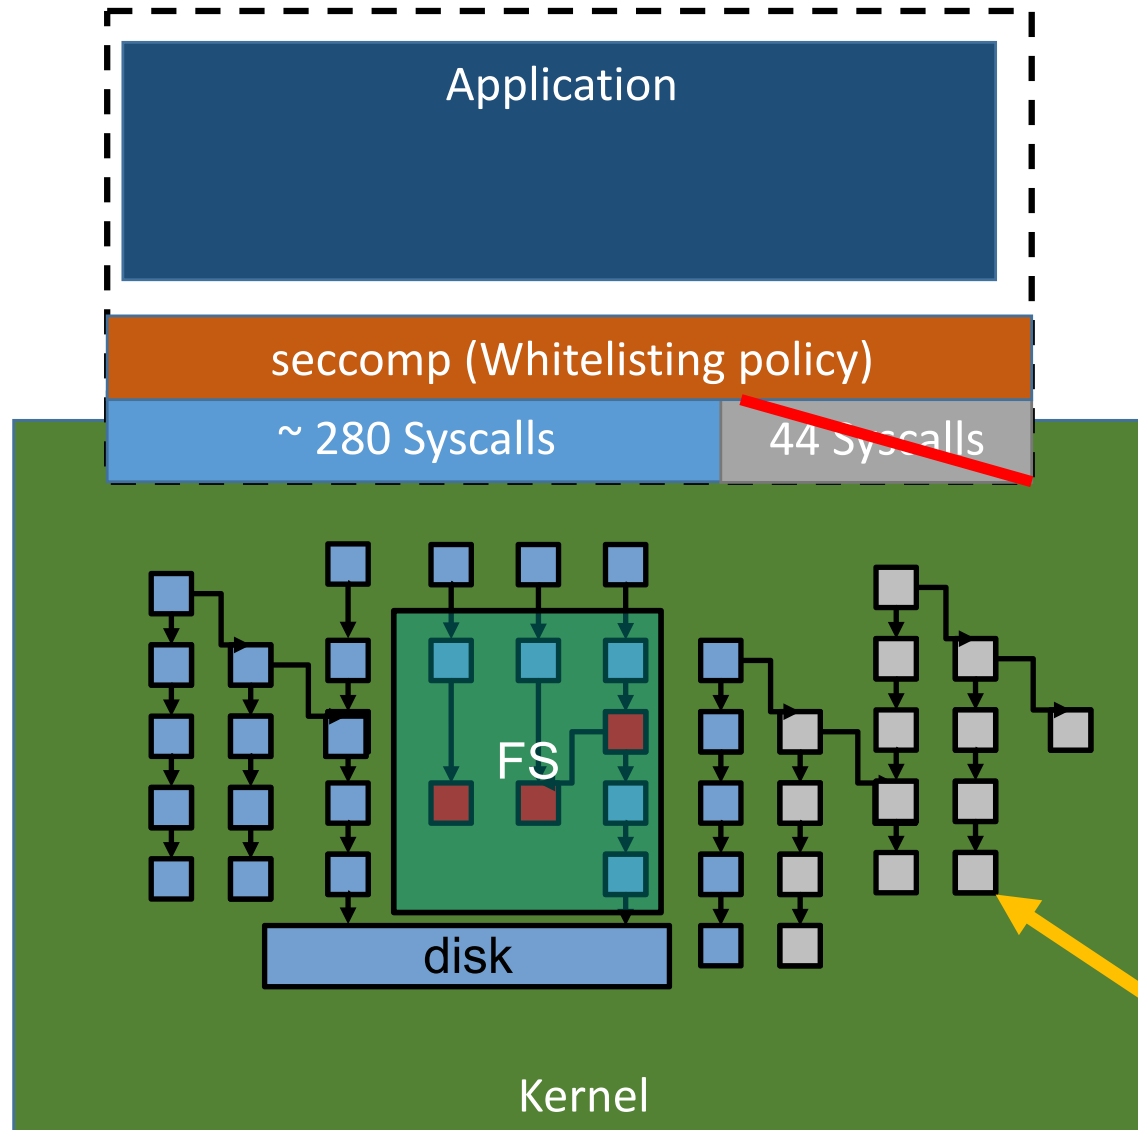 Application
seccomp (Whitelisting policy)
~ 280 Syscalls
44 Syscalls
FS
disk
Kernel